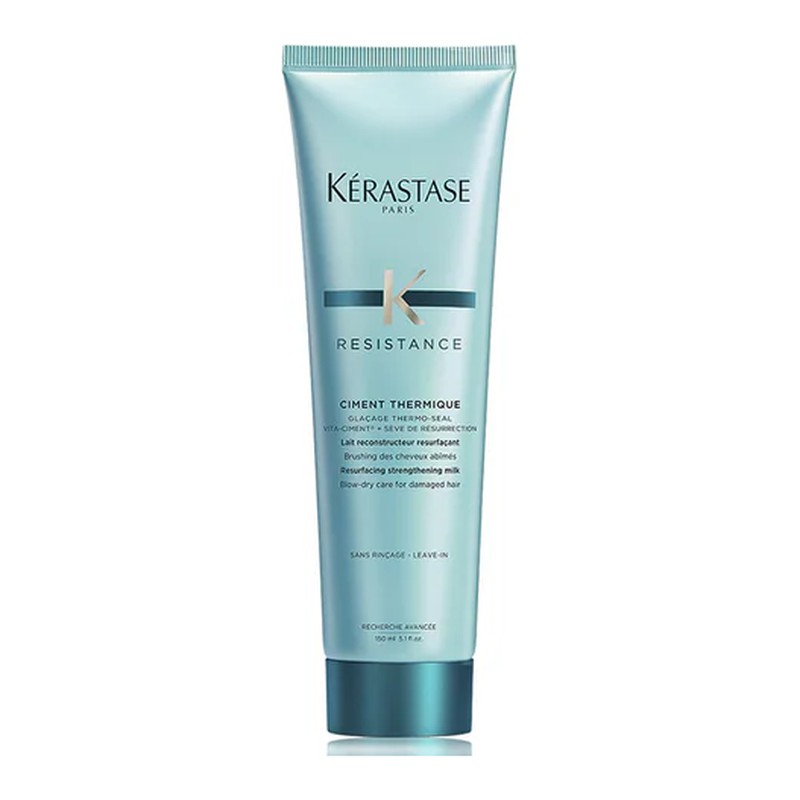 KÉRASTASE
PARIS
K
RESISTANCE
CIMENT THERMIQUE
GLAÇAGE THERMO-SEAL
VITA-CIMENT® + SÈVE DE RÉSURRECTION
Lait reconstructeur resurfaçant
Brushing des cheveux abîmés
Resurfacing strengthening milk
Blow-dry care for damaged hair
SANS RINÇAGE - LEAVE-IN
RECHERCHE AVANCÉE
150 ml 5.1 fl.oz.